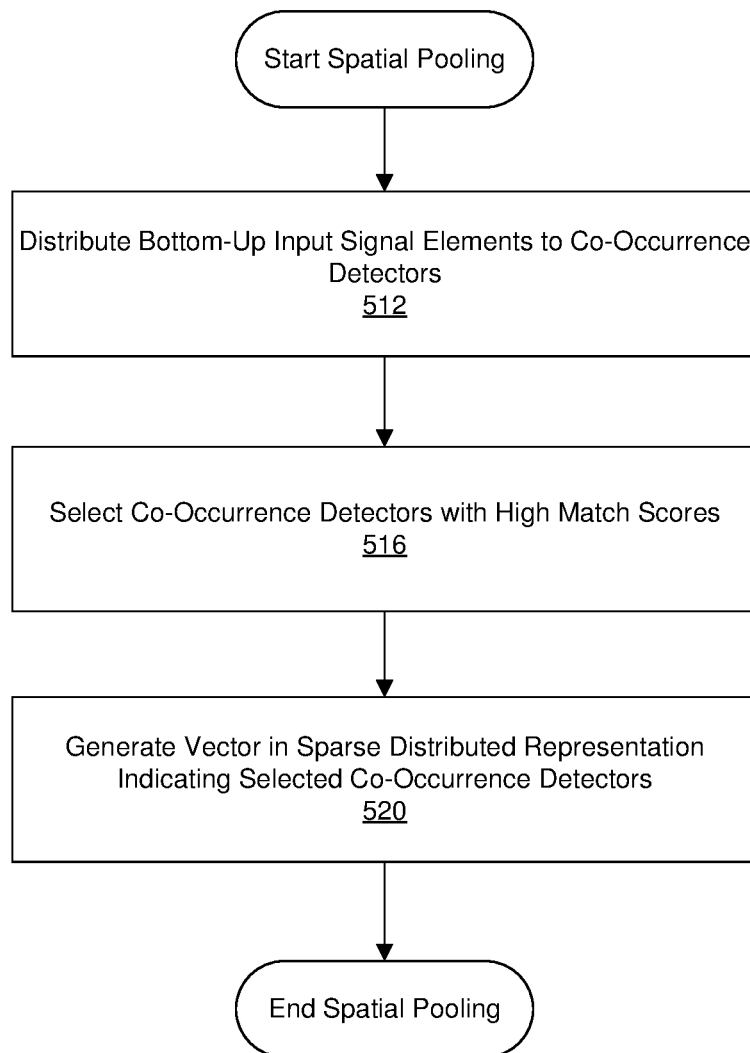 Start Spatial Pooling
Distribute Bottom-Up Input Signal Elements to Co-Occurrence
Detectors
512
Select Co-Occurrence Detectors with High Match Scores
516
Generate Vector in Sparse Distributed Representation
Indicating Selected Co-Occurrence Detectors
520
End Spatial Pooling